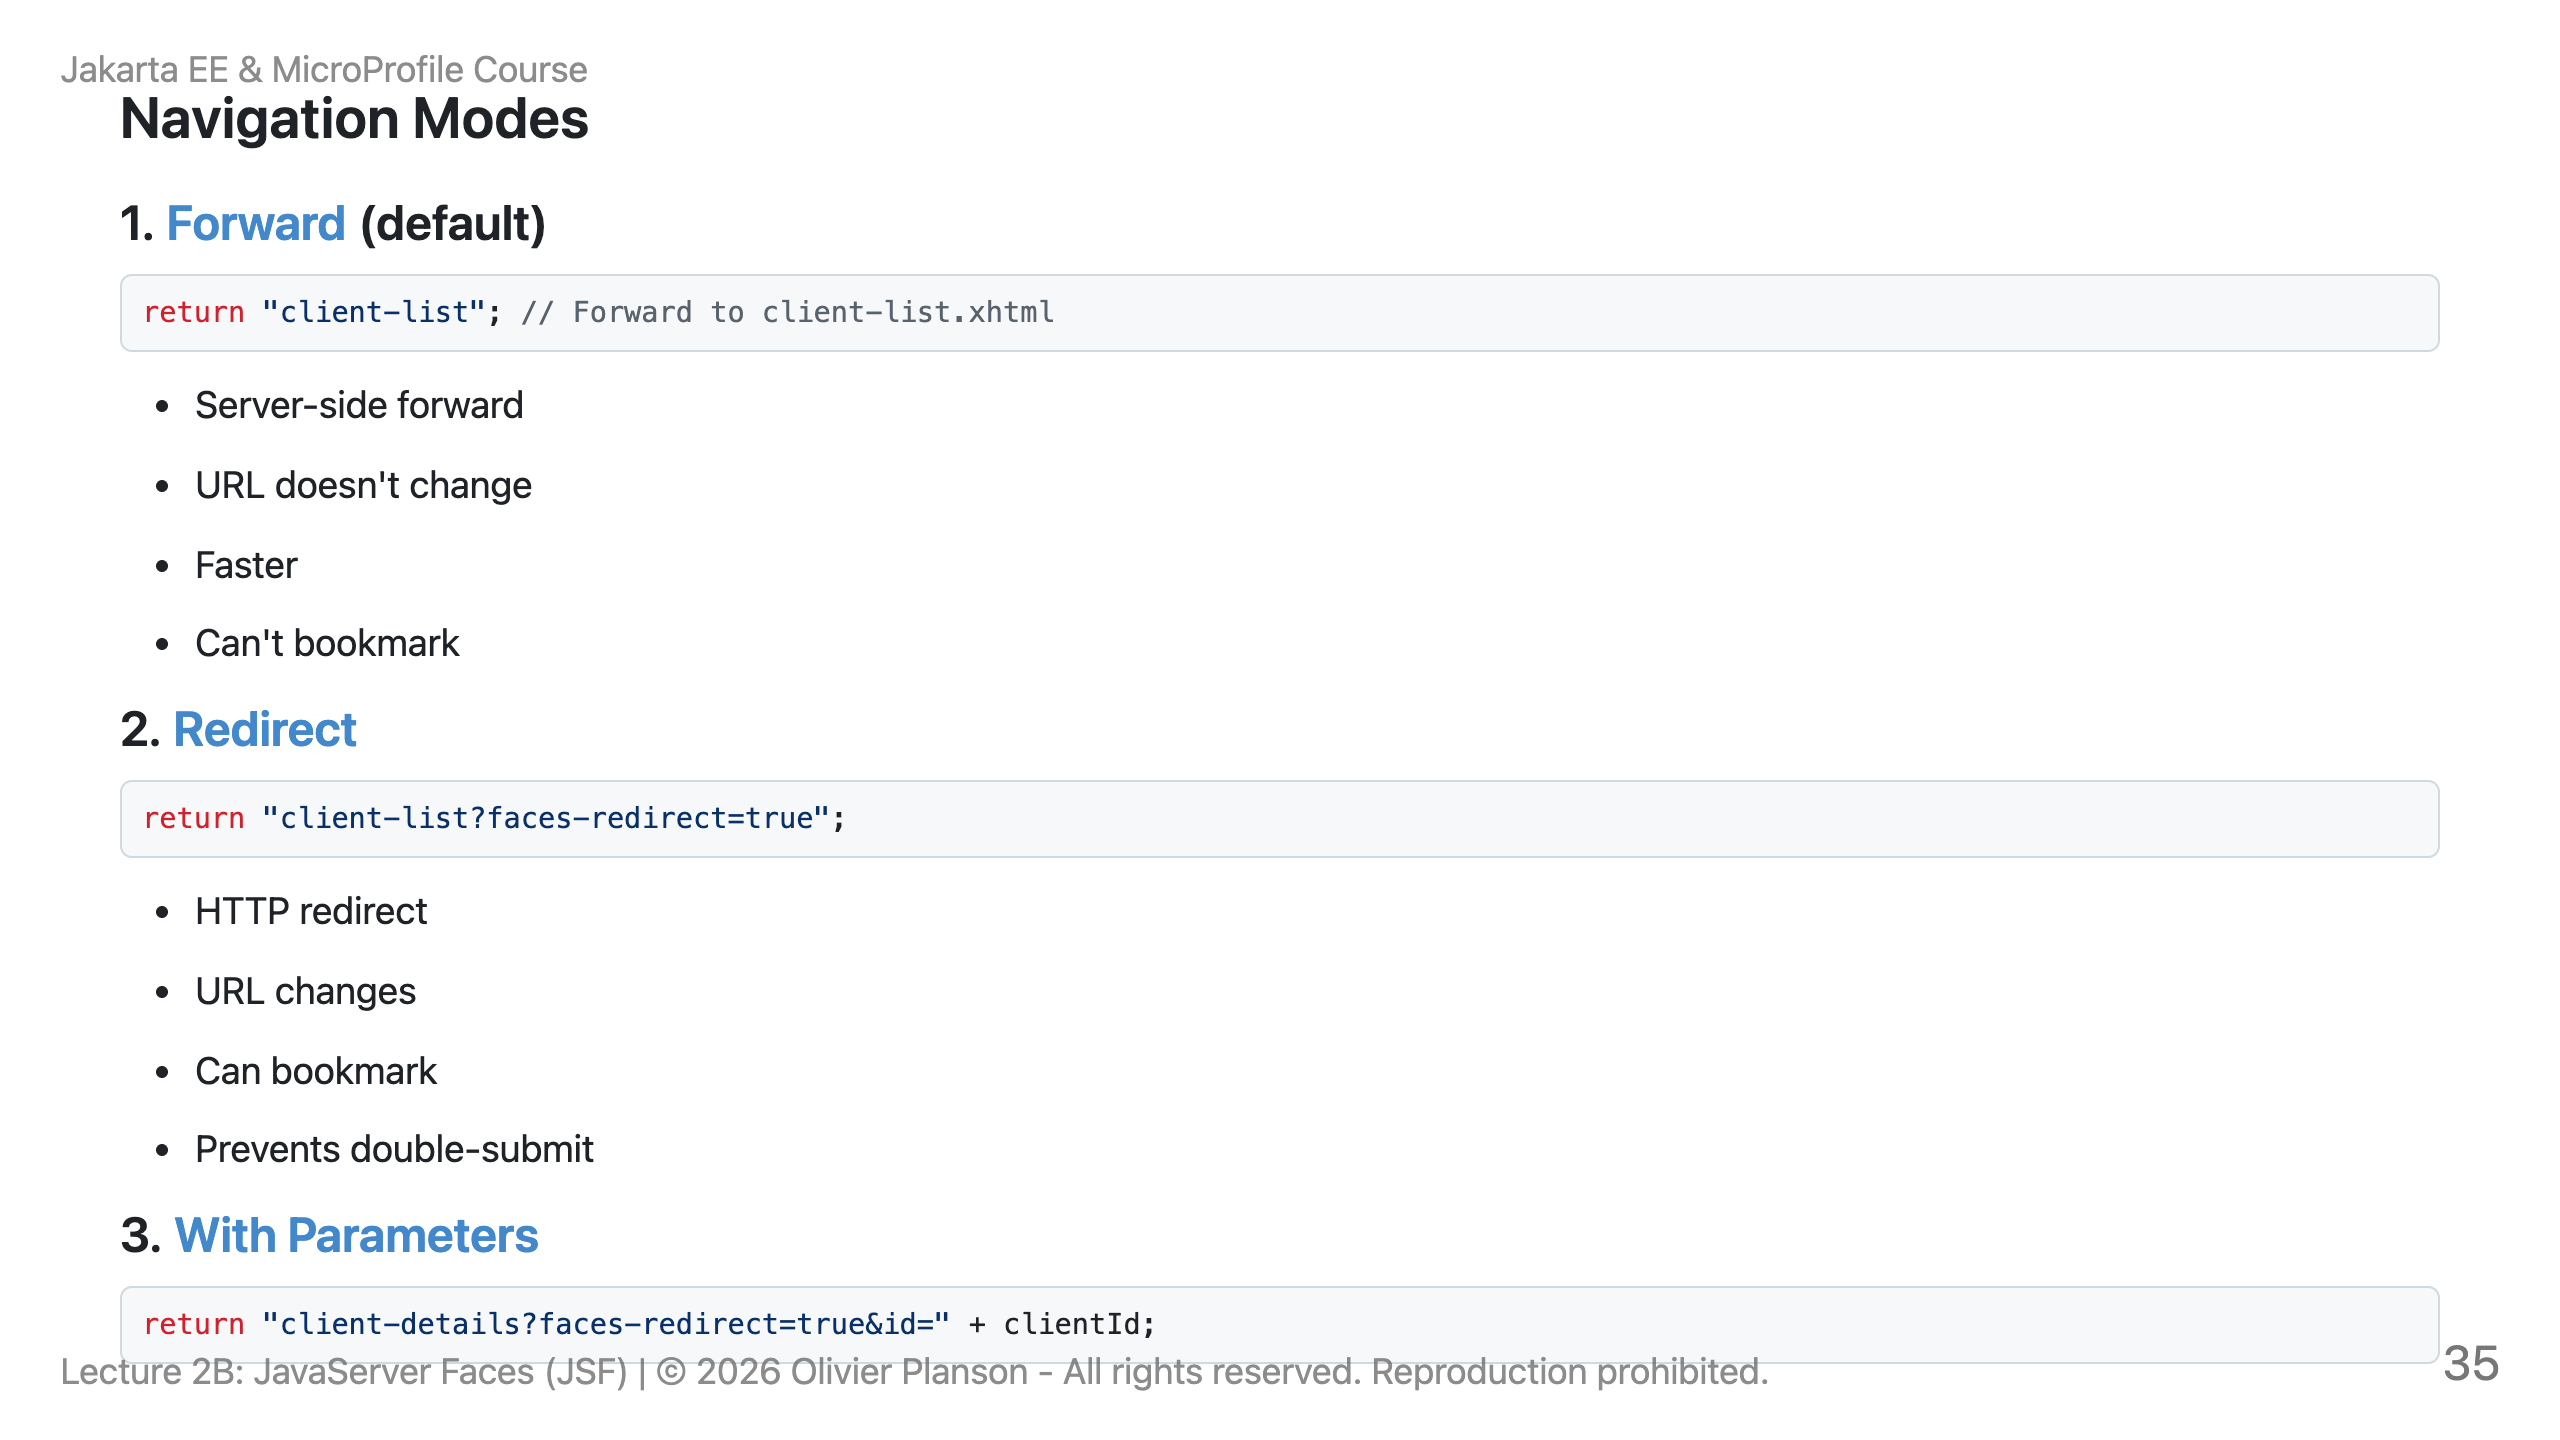 Jakarta EE & MicroProfile Course
Navigation Modes
1. Forward (default)
return "client-list"; // Forward to client-list.xhtml
• Server-side forward
• URL doesn't change
• Faster
• Can't bookmark
2. Redirect
return "client-list?faces-redirect=true";
• HTTP redirect
• URL changes
• Can bookmark
• Prevents double-submit
3. With Parameters
return "client-details?faces-redirect=true&id=" + clientId;
Lecture 2B: JavaServer Faces (JSF) | © 2026 Olivier Planson - All rights reserved. Reproduction prohibited.
35